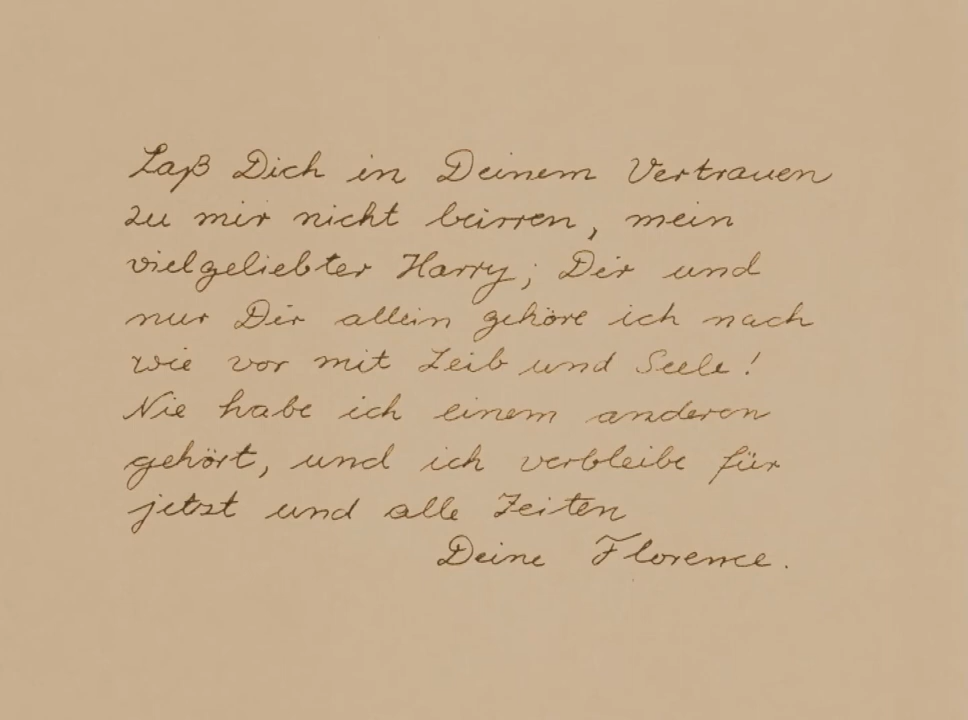 Laß Dich in Deinem Vertrauen
zu mir nicht beirren, mein
vielgeliebter Harry; Dir und
nur Dir allein gehöre ich nach
wie vor mit Leib und Seele!
Nie habe ich einem anderen
gehört, und ich verbleibe für
jetzt und alle Zeiten
Deine Florence.